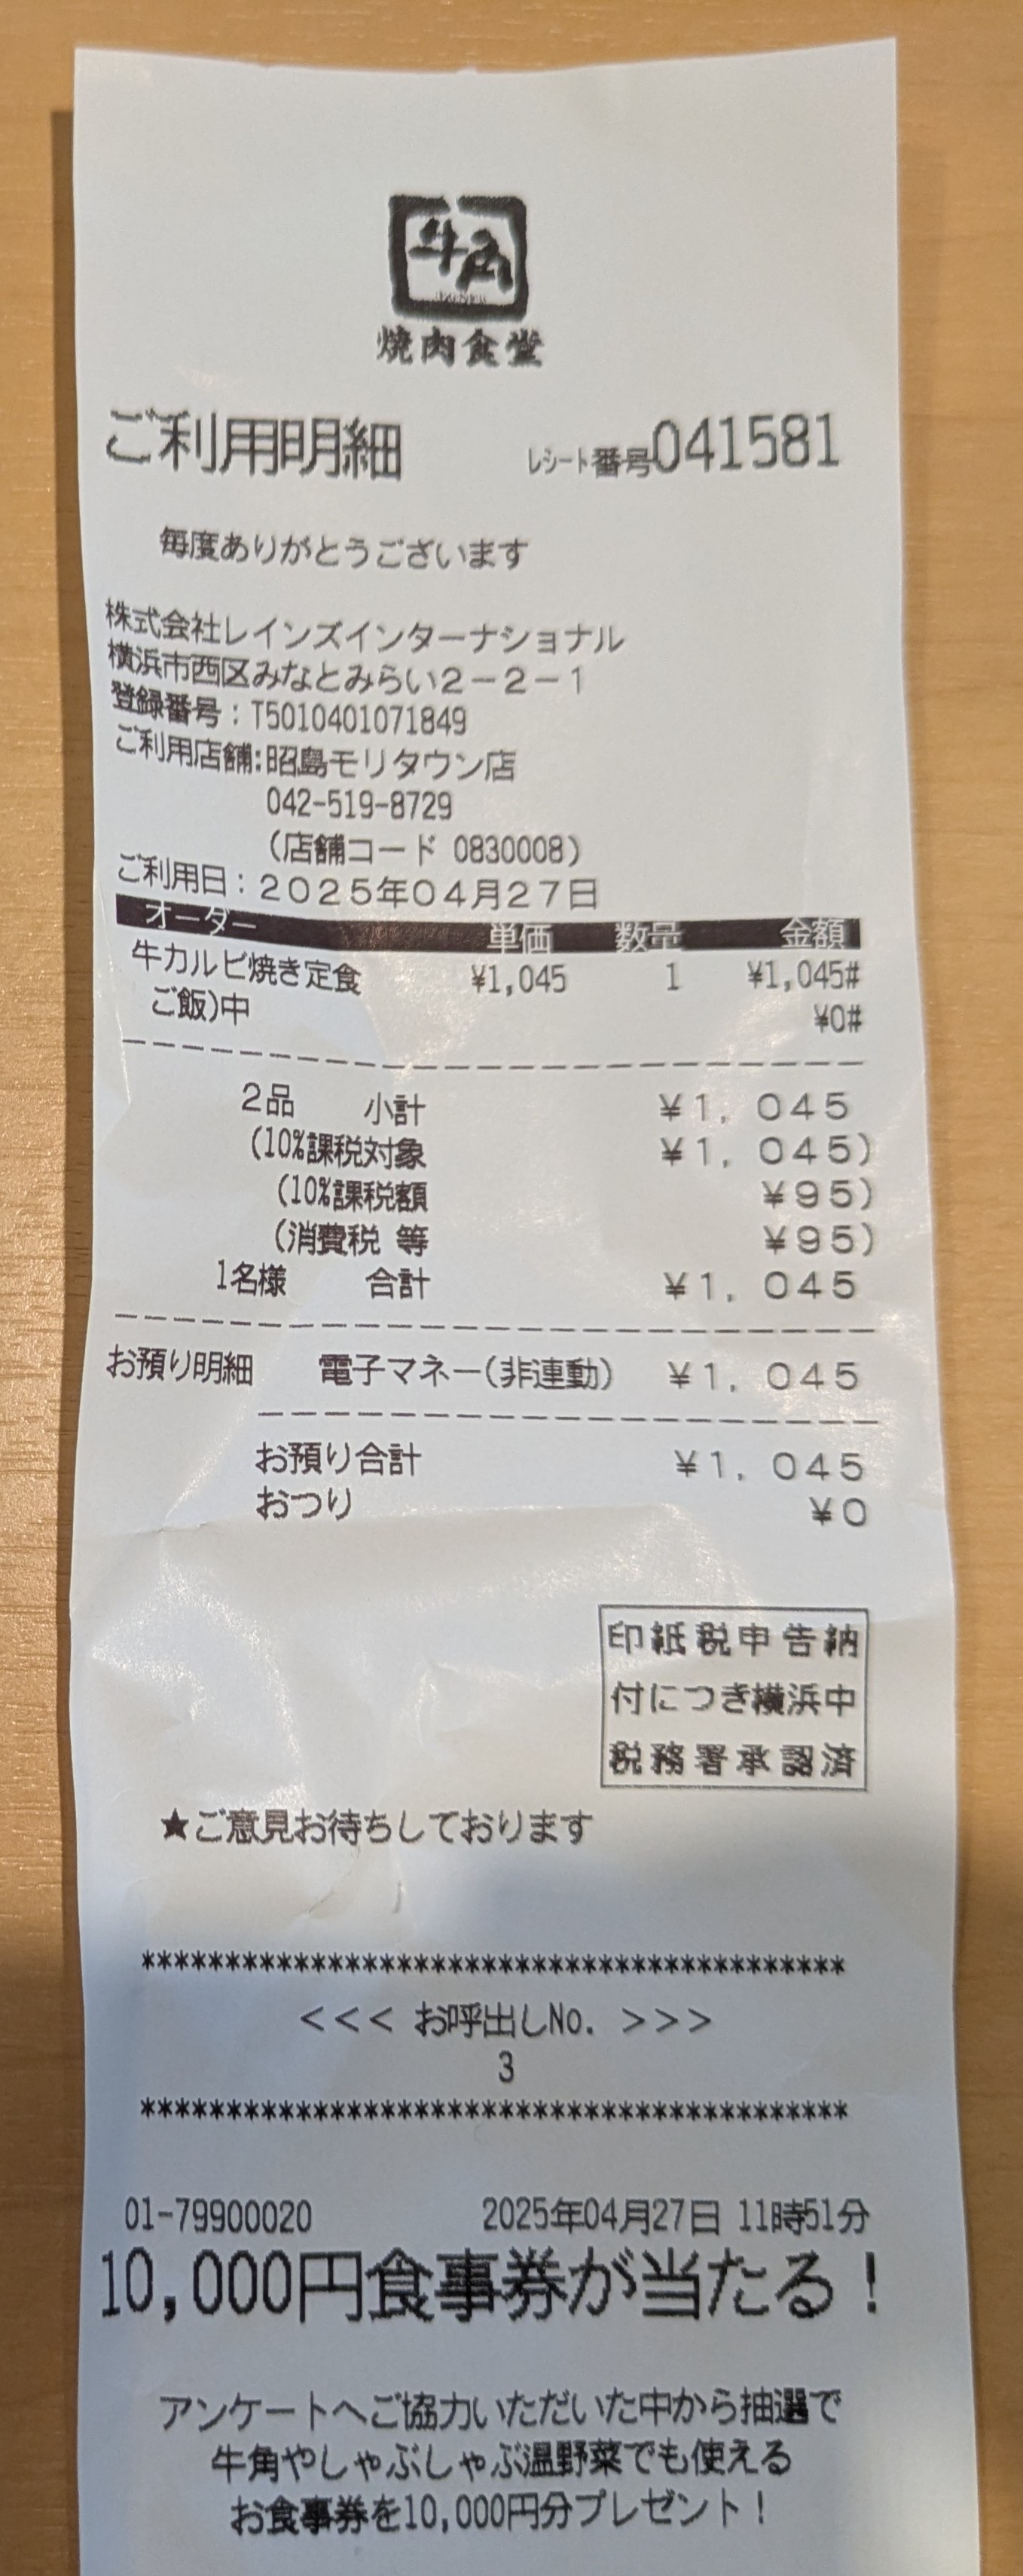 牛角
焼肉食堂
ご利用明細 レシート番号041581
毎度ありがとうございます
株式会社レインズインターナショナル
横浜市西区みなとみらい2-2-1
登録番号:T5010401071849
ご利用店舗:昭島モリタウン店
042-519-8729
(店舗コード 0830008)
ご利用日:2025年04月27日
オーダー 単価 数量 金額
牛カルビ焼き定食 ¥1,045 1 ¥1,045#
ご飯)中 ¥0#
2品 小計 ¥1,045
(10%課税対象 ¥1,045)
(10%課税額 ¥95)
(消費税 等 ¥95)
1名様 合計 ¥1,045
お預り明細 電子マネー(非連動) ¥1,045
お預り合計 ¥1,045
おつり ¥0
印紙税申告納
付につき横浜中
税務署承認済
★ご意見お待ちしております
******************************************
<<< お呼出しNo. >>>
3
******************************************
01-79900020 2025年04月27日 11時51分
10,000円食事券が当たる!
アンケートへご協力いただいた中から抽選で
牛角やしゃぶしゃぶ温野菜でも使える
お食事券を10,000円分プレゼント!